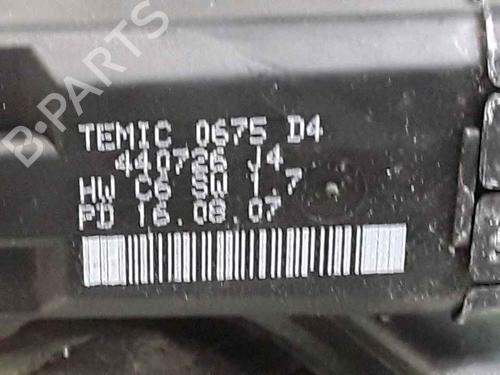 B-PARTS
TEMIC 0675 D4
440726 J4
HW C6 SW 1.7
PD 16.08.07